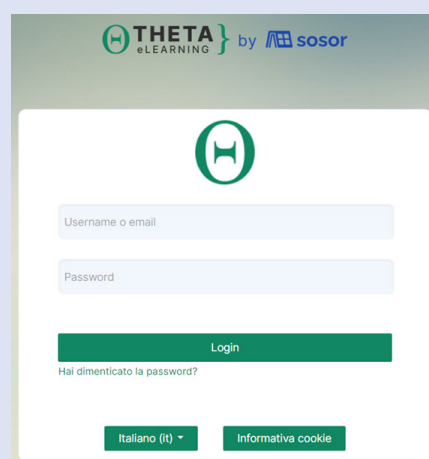 THETA } by sosor
eLEARNING
Username o email
Password
Login
Hai dimenticato la password?
Italiano (it)
Informativa cookie